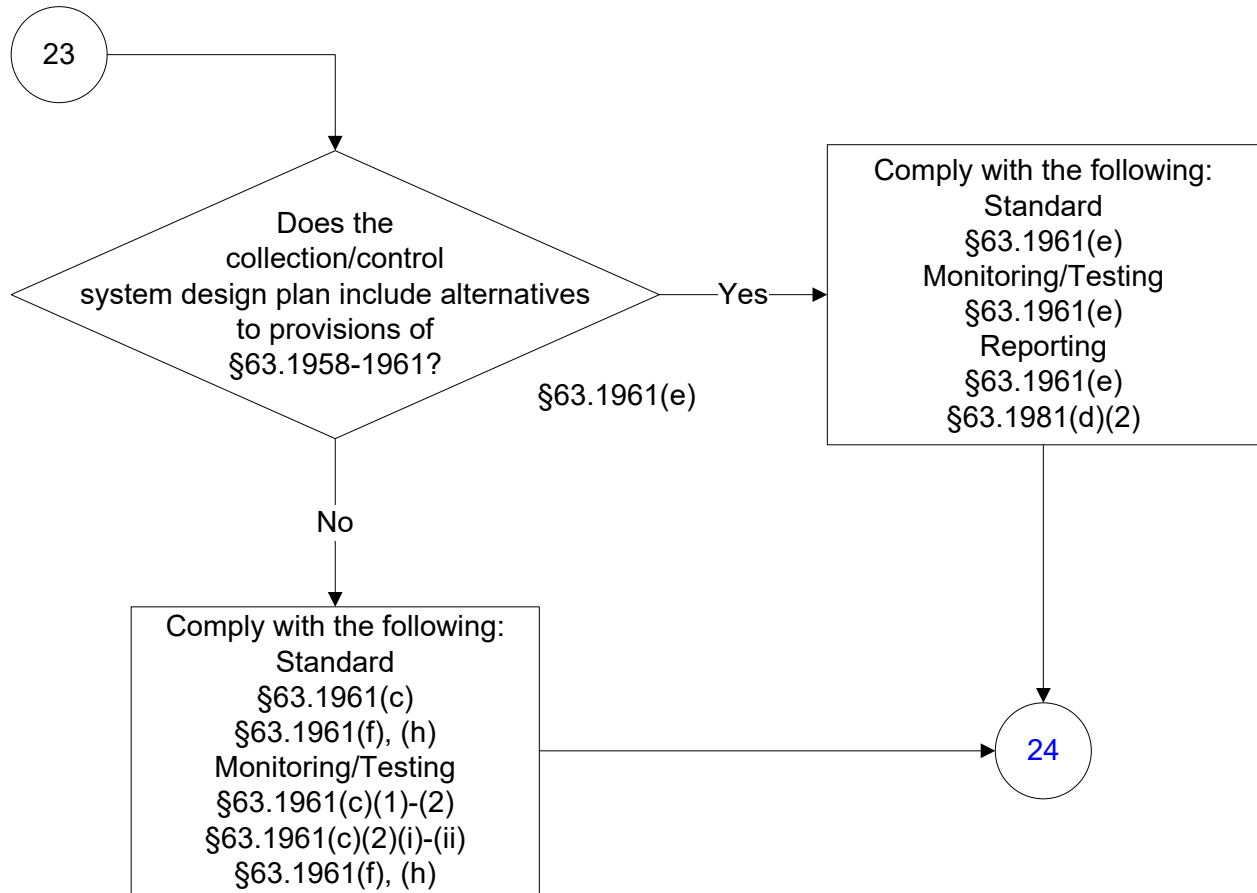 23
Does the
collection/control
system design plan include alternatives
to provisions of
§63.1958-1961?
§63.1961(e)
Yes
Comply with the following:
Standard
§63.1961(e)
Monitoring/Testing
§63.1961(e)
Reporting
§63.1961(e)
§63.1981(d)(2)
No
Comply with the following:
Standard
§63.1961(c)
§63.1961(f), (h)
Monitoring/Testing
§63.1961(c)(1)-(2)
§63.1961(c)(2)(i)-(ii)
§63.1961(f), (h)
24